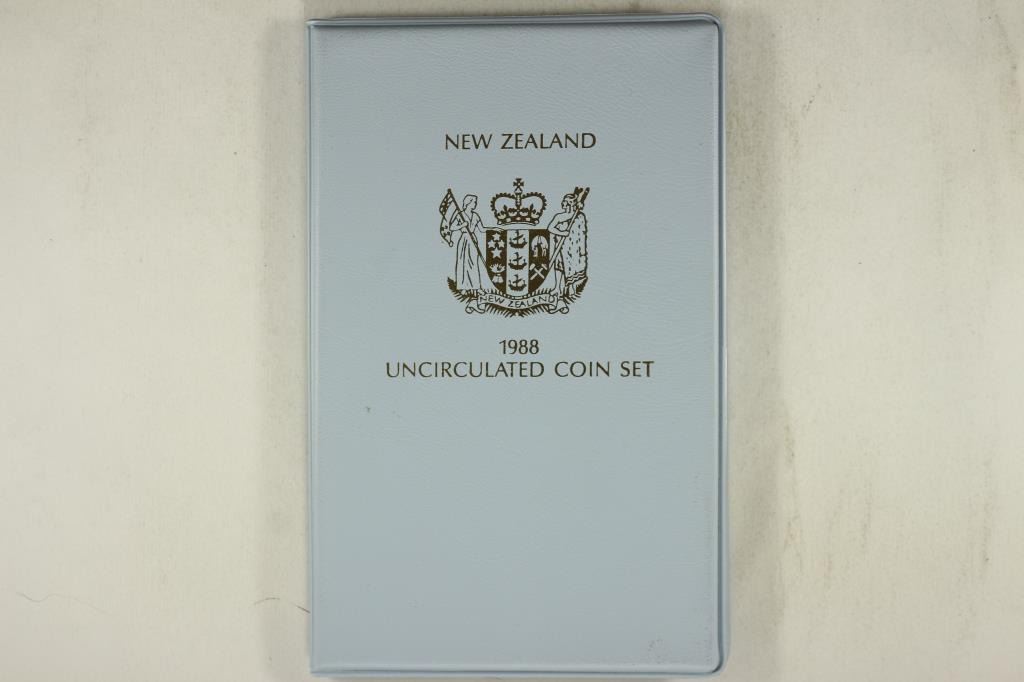 NEW ZEALAND
NEW ZEALAND
1988
UNCIRCULATED COIN SET